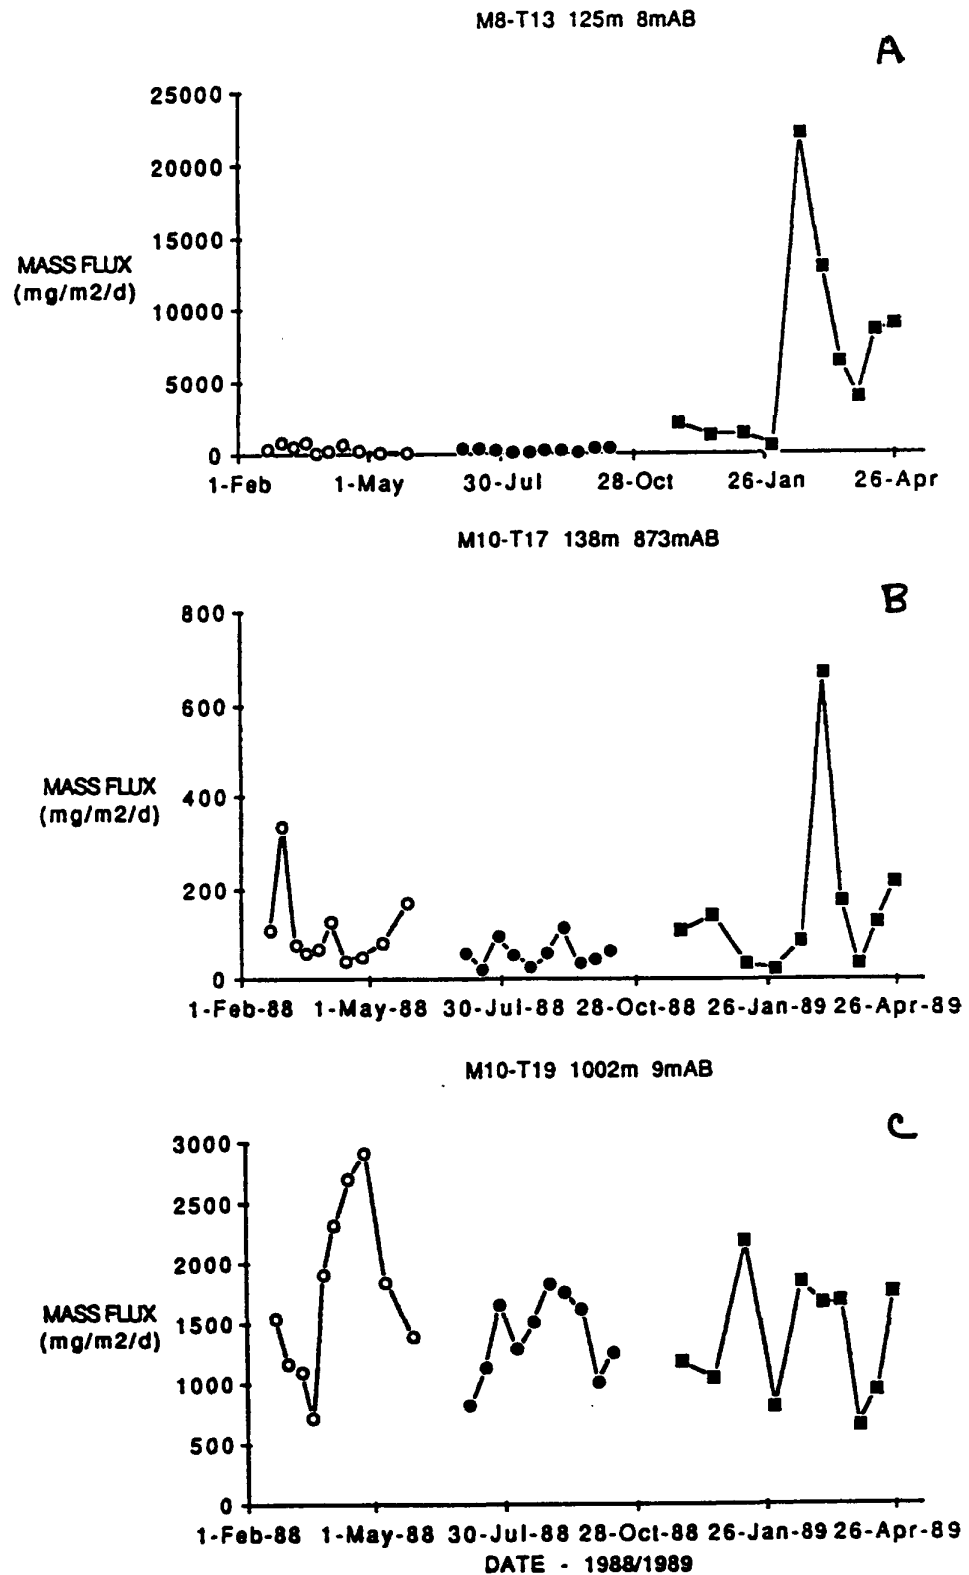 M8-T13 125m 8mAB
A
25000
20000
15000
MASS FLUX
(mg/m2/d)
10000
5000
0
1-Feb 1-May 30-Jul 28-Oct 26-Jan 26-Apr
M10-T17 138m 873mAB
B
800
600
MASS FLUX
(mg/m2/d)
400
200
0
1-Feb-88 1-May-88 30-Jul-88 28-Oct-88 26-Jan-89 26-Apr-89
M10-T19 1002m 9mAB
C
3000
2500
2000
MASS FLUX
(mg/m2/d)
1500
1000
500
0
1-Feb-88 1-May-88 30-Jul-88 28-Oct-88 26-Jan-89 26-Apr-89
DATE - 1988/1989